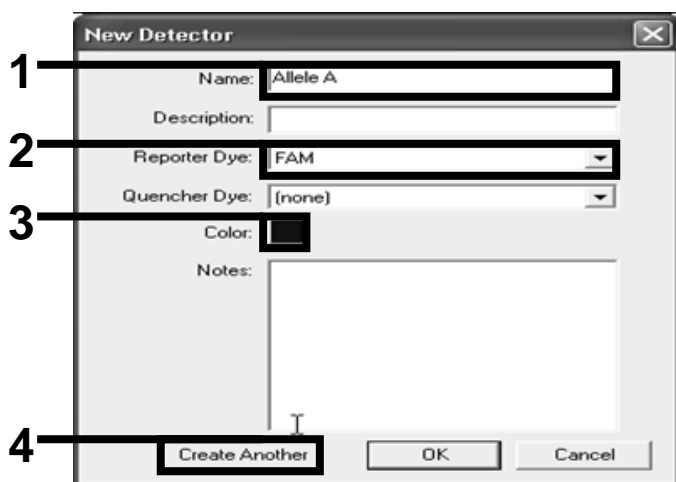 New Detector
1 Name: Allele A
Description:
2 Reporter Dye: FAM
Quencher Dye: (none)
3 Color:
Notes:
4 Create Another OK Cancel